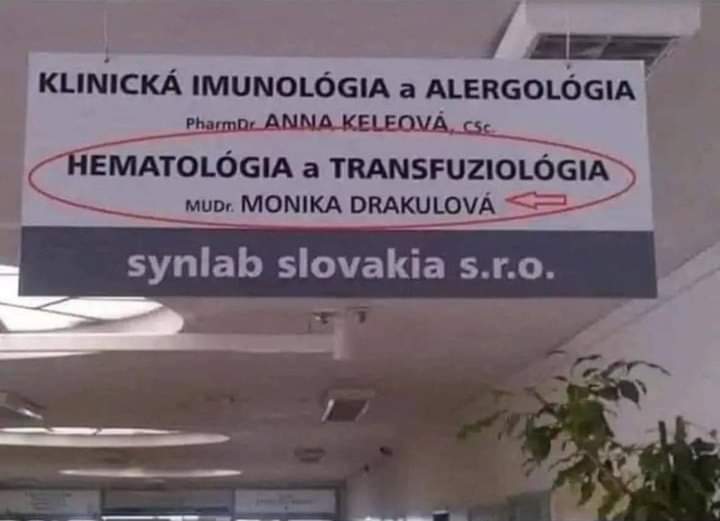 KLINICKÁ IMUNOLÓGIA a ALERGOLÓGIA
PharmDr. ANNA KELEOVÁ, CSc.
HEMATOLÓGIA a TRANSFUZIOLÓGIA
MUDr. MONIKA DRAKULOVÁ
synlab slovakia s.r.o.